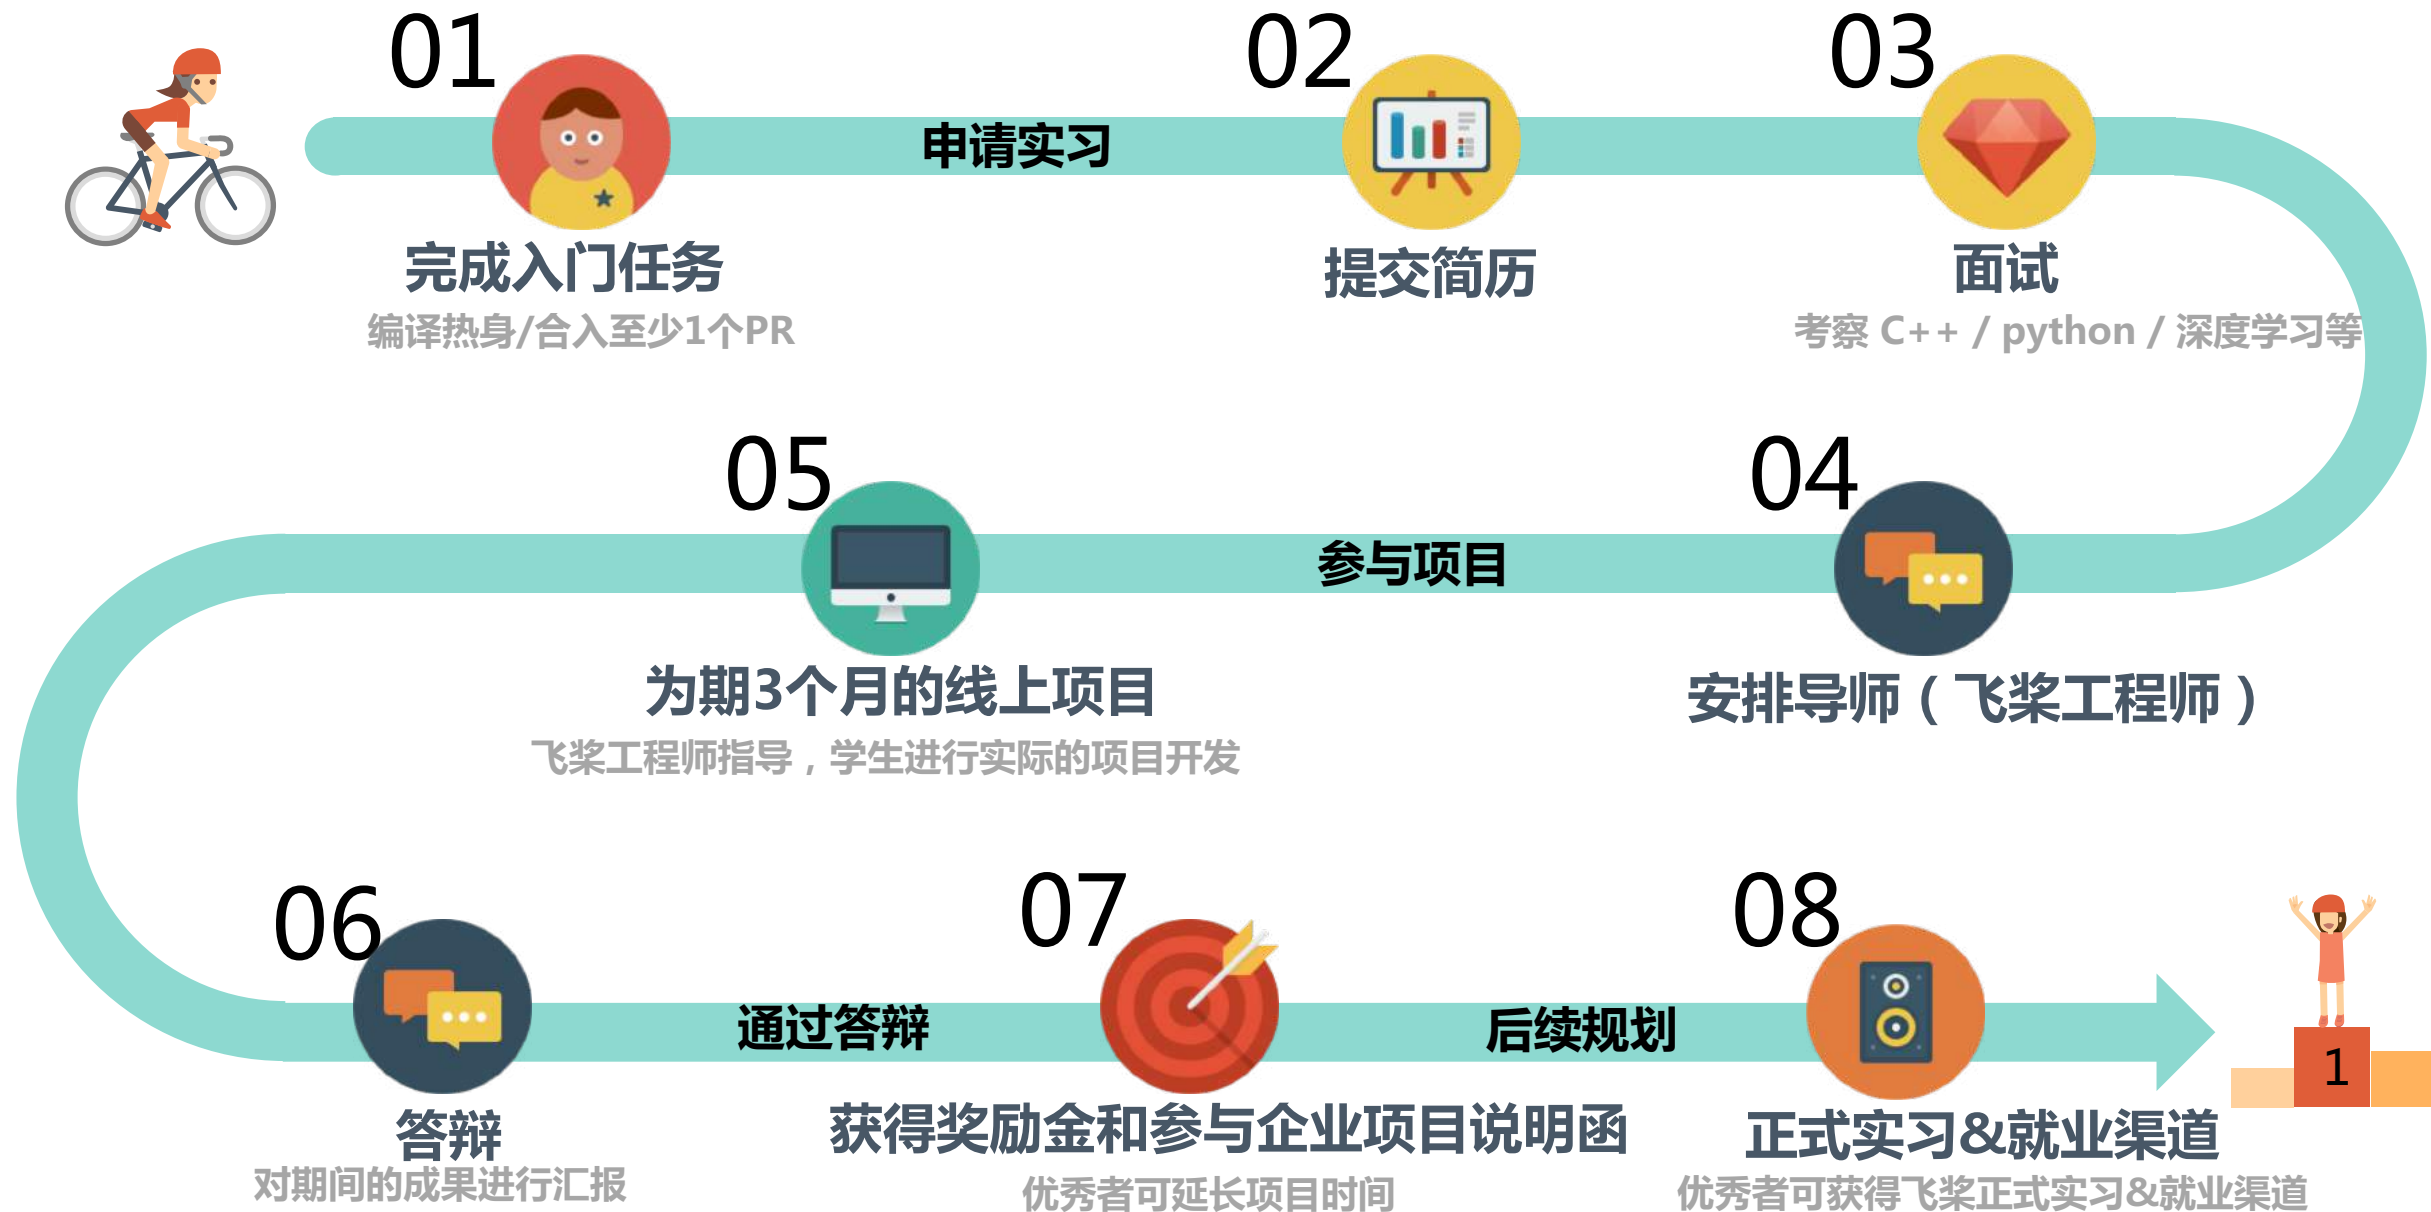 01
申请实习
02
03
完成入门任务
编译热身/合入至少1个PR
提交简历
面试
考察 C++ / python / 深度学习等
04
参与项目
05
安排导师（飞桨工程师）
为期3个月的线上项目
飞桨工程师指导，学生进行实际的项目开发
06
通过答辩
07
后续规划
08
1
答辩
对期间的成果进行汇报
获得奖励金和参与企业项目说明函
优秀者可延长项目时间
正式实习&就业渠道
优秀者可获得飞桨正式实习&就业渠道